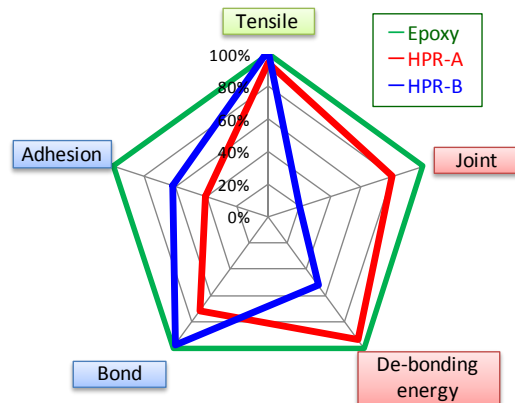 Tensile
Epoxy
HPR-A
HPR-B
100%
80%
60%
40%
20%
0%
Adhesion
Joint
Bond
De-bonding
energy